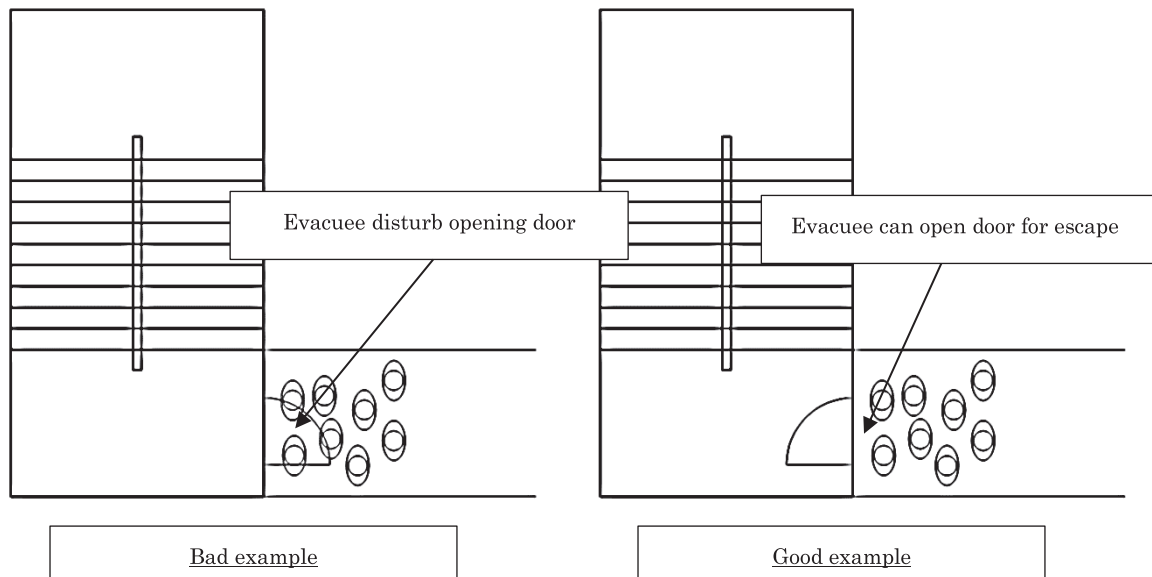 Evacuee disturb opening door
Evacuee can open door for escape
Bad example
Good example